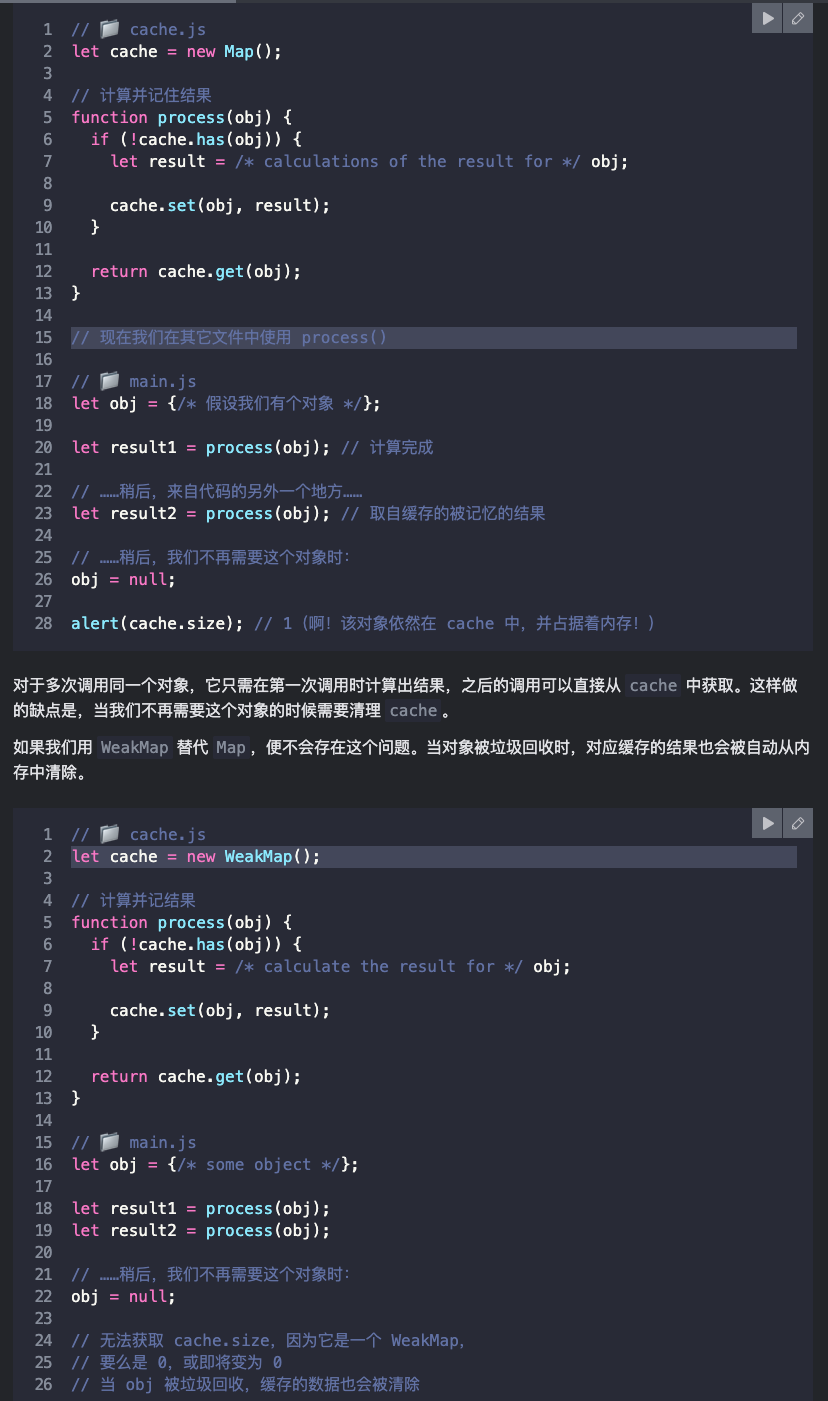 1 // 📁 cache.js
2 let cache = new Map();
3
4 // 计算并记住结果
5 function process(obj) {
6   if (!cache.has(obj)) {
7     let result = /* calculations of the result for */ obj;
8
9     cache.set(obj, result);
10   }
11
12   return cache.get(obj);
13 }
14
15 // 现在我们在其它文件中使用 process()
16
17 // 📁 main.js
18 let obj = {/* 假设我们有个对象 */};
19
20 let result1 = process(obj); // 计算完成
21
22 // ……稍后，来自代码的另外一个地方……
23 let result2 = process(obj); // 取自缓存的被记忆的结果
24
25 // ……稍后，我们不再需要这个对象时：
26 obj = null;
27
28 alert(cache.size); // 1（啊！该对象依然在 cache 中，并占据着内存！）
对于多次调用同一个对象，它只需在第一次调用时计算出结果，之后的调用可以直接从 cache 中获取。这样做
的缺点是，当我们不再需要这个对象的时候需要清理 cache。
如果我们用 WeakMap 替代 Map，便不会存在这个问题。当对象被垃圾回收时，对应缓存的结果也会被自动从内
存中清除。
1 // 📁 cache.js
2 let cache = new WeakMap();
3
4 // 计算并记结果
5 function process(obj) {
6   if (!cache.has(obj)) {
7     let result = /* calculate the result for */ obj;
8
9     cache.set(obj, result);
10   }
11
12   return cache.get(obj);
13 }
14
15 // 📁 main.js
16 let obj = {/* some object */};
17
18 let result1 = process(obj);
19 let result2 = process(obj);
20
21 // ……稍后，我们不再需要这个对象时：
22 obj = null;
23
24 // 无法获取 cache.size，因为它是一个 WeakMap，
25 // 要么是 0，或即将变为 0
26 // 当 obj 被垃圾回收，缓存的数据也会被清除